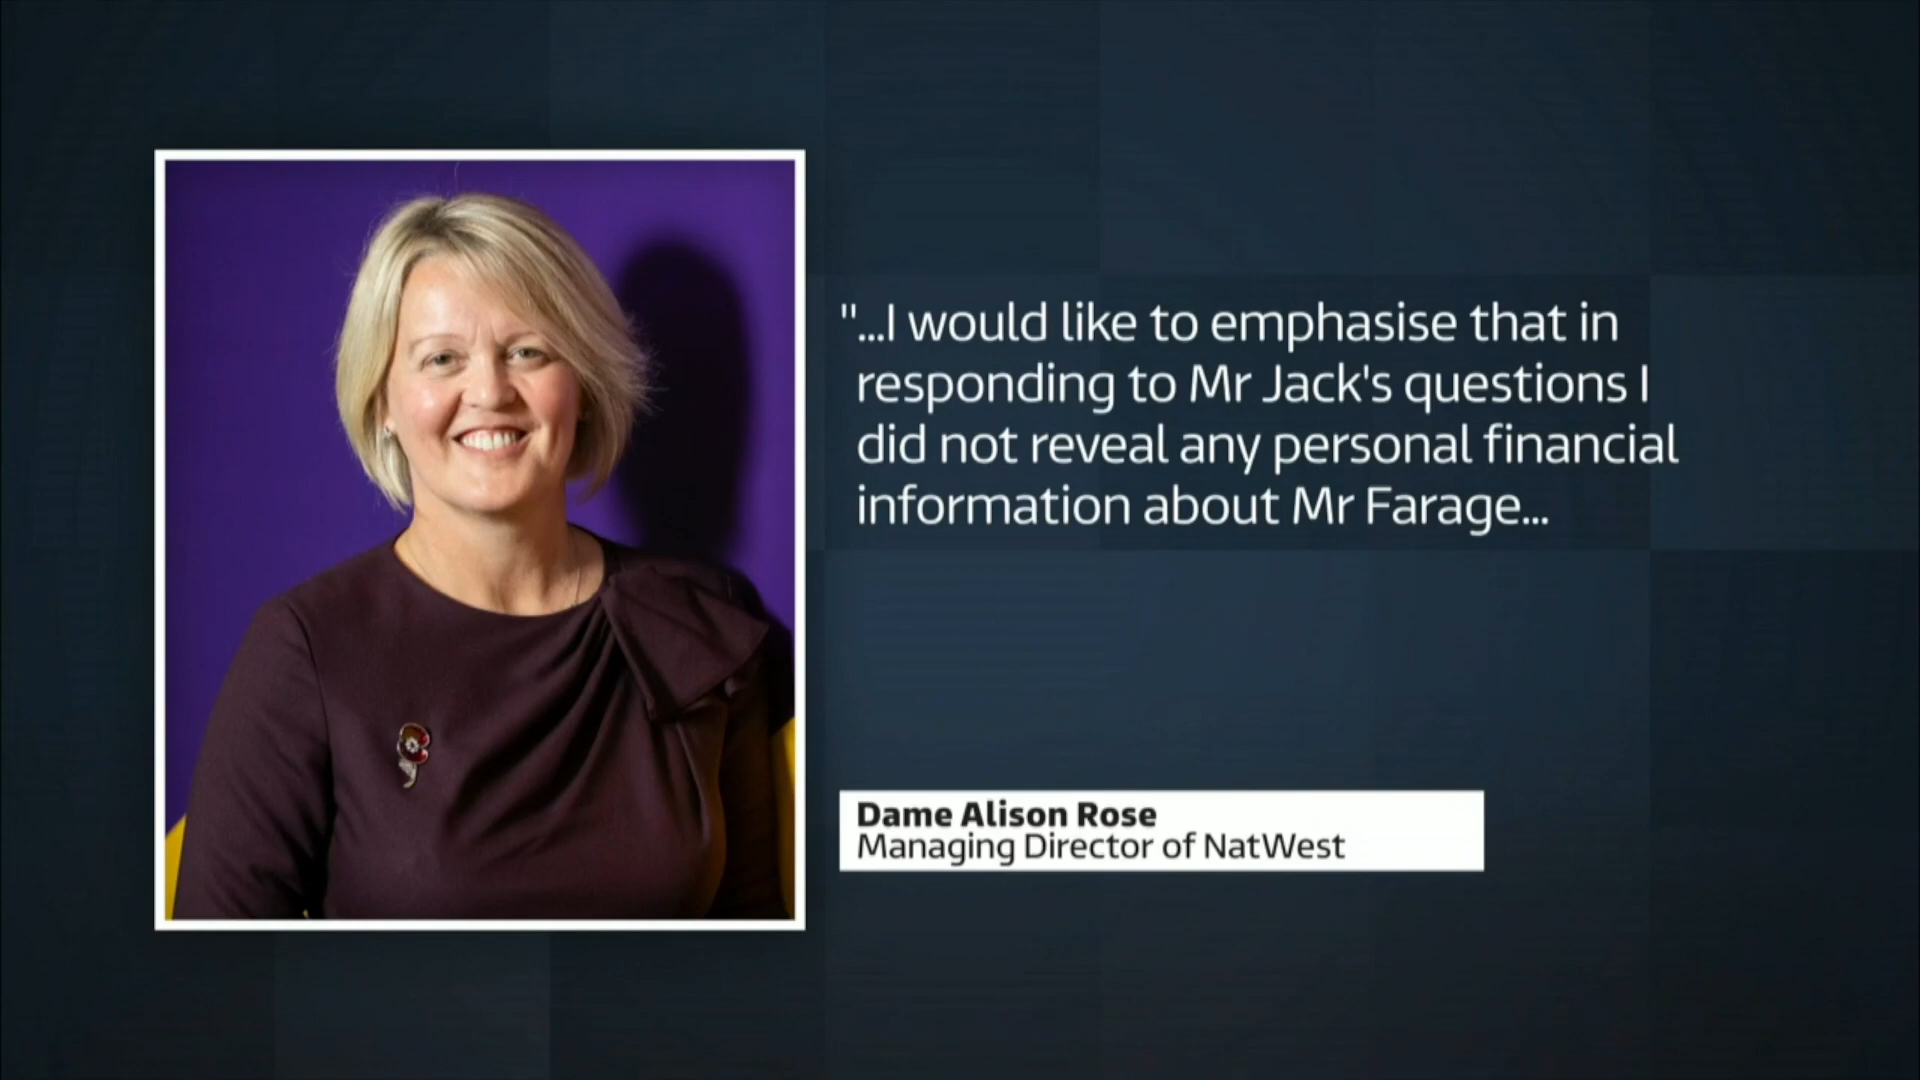 "...I would like to emphasise that in
responding to Mr Jack's questions I
did not reveal any personal financial
information about Mr Farage...
Dame Alison Rose
Managing Director of NatWest